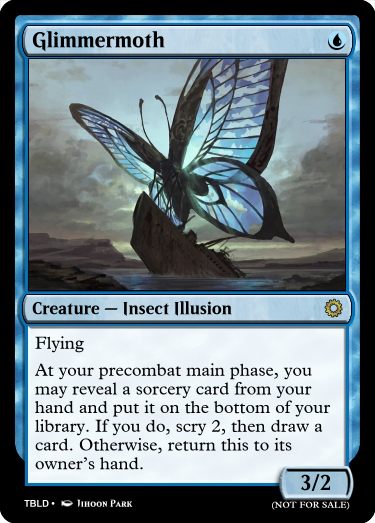 Glimmermoth
Creature — Insect Illusion
Flying
At your precombat main phase, you
may reveal a sorcery card from your
hand and put it on the bottom of your
library. If you do, scry 2, then draw a
card. Otherwise, return this to its
owner's hand.
3/2
TBLD • Jihoon Park
(NOT FOR SALE)